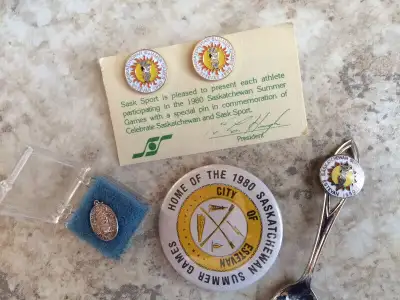 Sask Sport is pleased to present each athlete
participating in the 1980 Saskatchewan Summer
Games with a special pin in commemoration of
Celebrate Saskatchewan and Sask Sport.
President
HOME OF THE 1980 SASKATCHEWAN SUMMER GAMES
CITY OF ESTEVAN